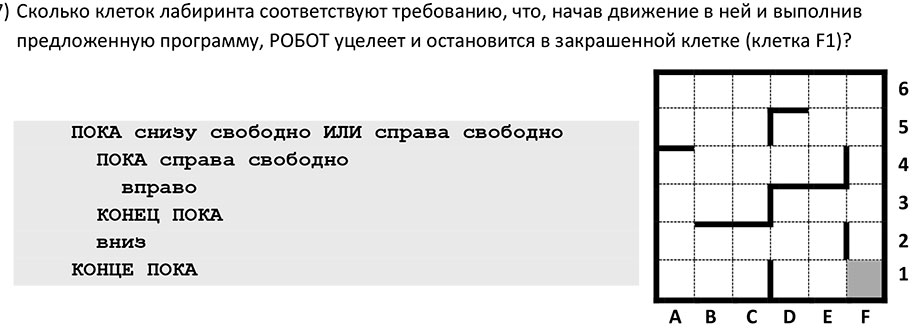 7) Сколько клеток лабиринта соответствуют требованию, что, начав движение в ней и выполнив
предложенную программу, РОБОТ уцелеет и остановится в закрашенной клетке (клетка F1)?
ПОКА снизу свободно ИЛИ справа свободно
ПОКА справа свободно
вправо
КОНЕЦ ПОКА
вниз
КОНЦЕ ПОКА
6
5
4
3
2
1
A B C D E F